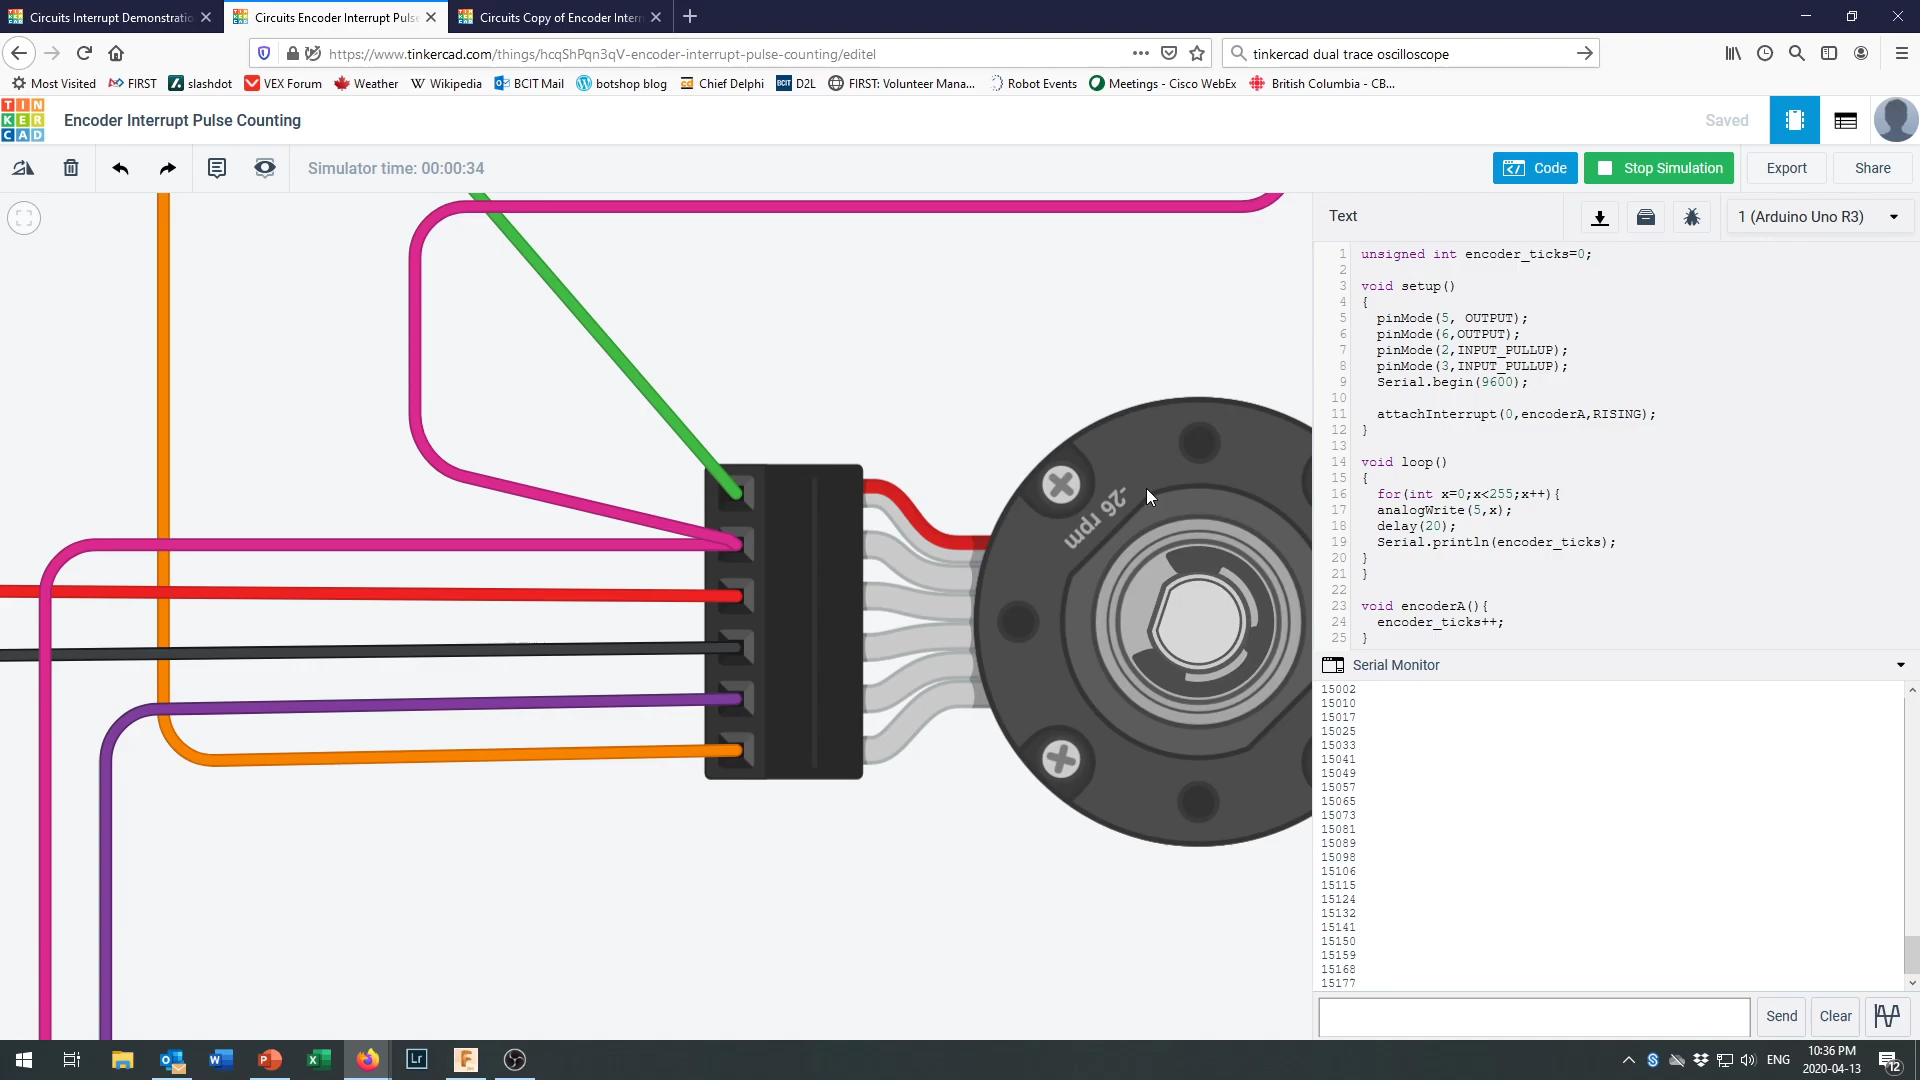 Circuits Interrupt Demonstratio
Circuits Encoder Interrupt Pulse
Circuits Copy of Encoder Intern
https://www.tinkercad.com/things/hcqShPqn3qV-encoder-interrupt-pulse-counting/editel
tinkercad dual trace oscilloscope
Most Visited
FIRST
slashdot
VEX Forum
Weather
Wikipedia
BCIT Mail
botshop blog
Chief Delphi
D2L
FIRST: Volunteer Mana...
Robot Events
Meetings - Cisco WebEx
British Columbia - CB...
TIN
KER
CAD
Encoder Interrupt Pulse Counting
Saved
Simulator time: 00:00:34
Code
Stop Simulation
Export
Share
Text
1 (Arduino Uno R3)
1 unsigned int encoder_ticks=0;
2
3 void setup()
4 {
5 pinMode(5, OUTPUT);
6 pinMode(6,OUTPUT);
7 pinMode(2,INPUT_PULLUP);
8 pinMode(3,INPUT_PULLUP);
9 Serial.begin(9600);
10
11 attachInterrupt(0,encoderA,RISING);
12 }
13
14 void loop()
15 {
16 for(int x=0;x<255;x++){
17 analogWrite(5,x);
18 delay(20);
19 Serial.println(encoder_ticks);
20 }
21 }
22
23 void encoderA(){
24 encoder_ticks++;
25 }
-26 rpm
Serial Monitor
15002
15010
15017
15025
15033
15041
15049
15057
15065
15073
15081
15089
15098
15106
15115
15124
15132
15141
15150
15159
15168
15177
Send
Clear
Lr
ENG
10:36 PM
2020-04-13
12